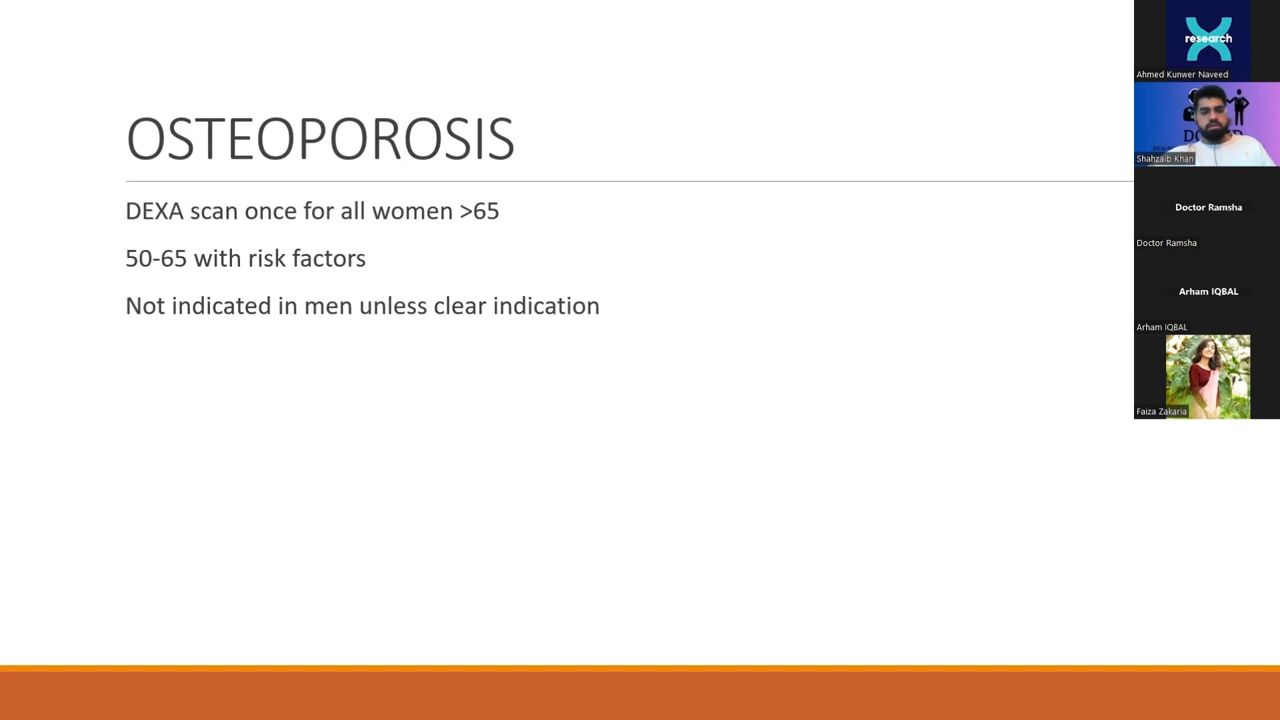 OSTEOPOROSIS
DEXA scan once for all women >65
50-65 with risk factors
Not indicated in men unless clear indication
research
Ahmed Kunwer Naveed
Shahzaib Khan
Doctor Ramsha
Doctor Ramsha
Arham IQBAL
Arham IQBAL
Faiza Zakaria